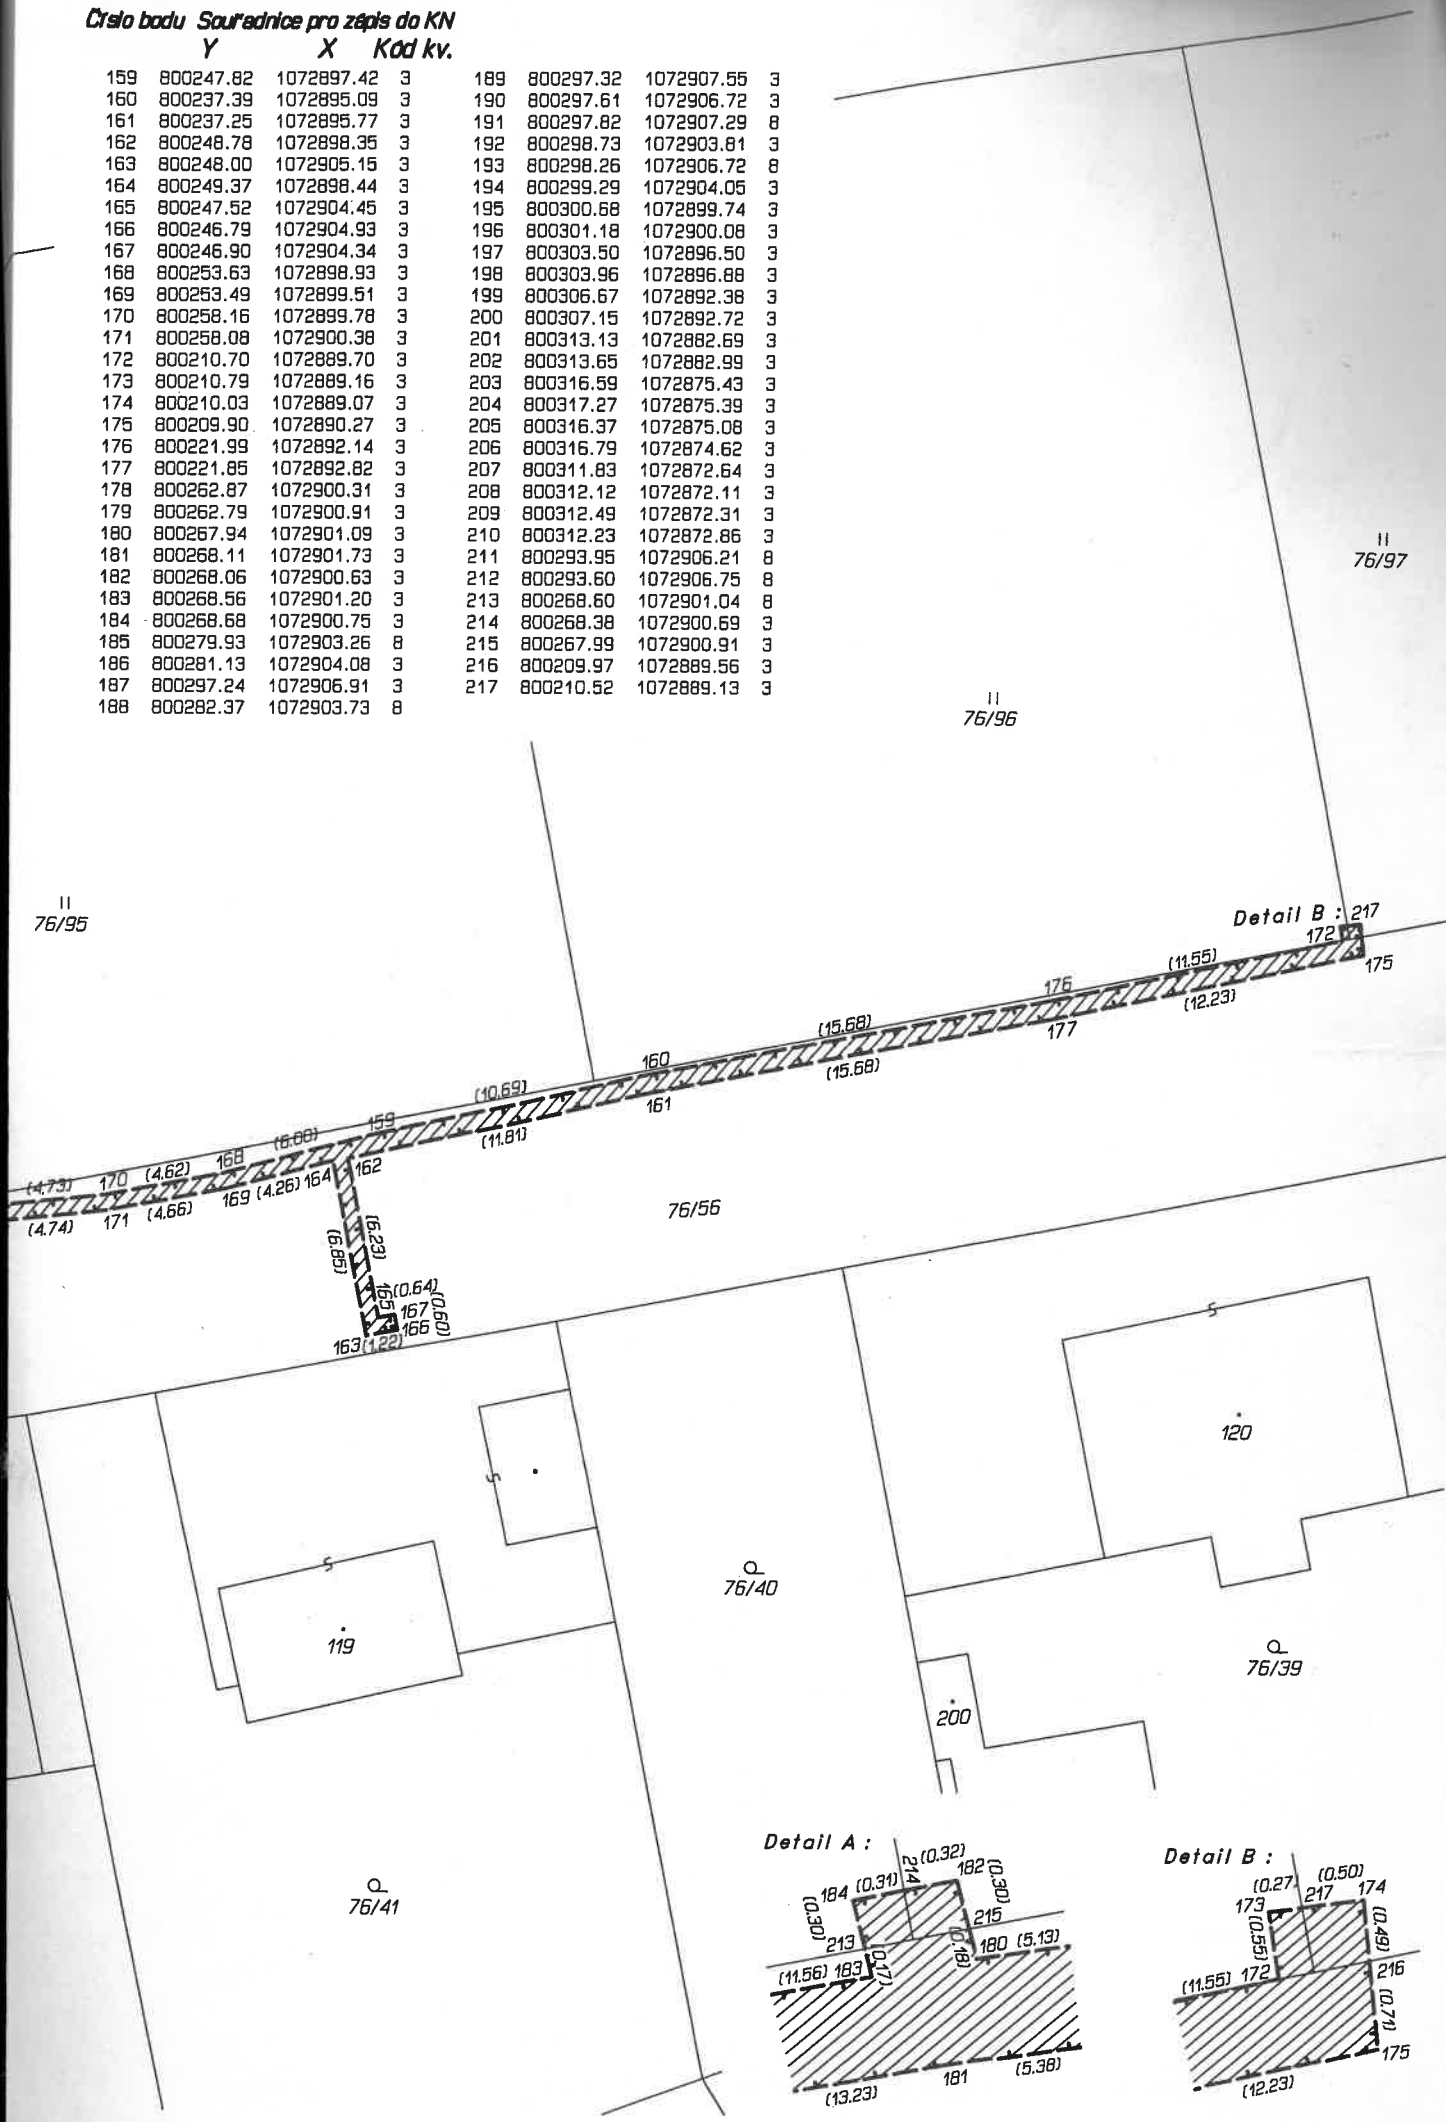 Číslo bodu Souřadnice pro zápis do KN
Y X Kód kv.
159 800247.82 1072897.42 3
160 800237.39 1072895.09 3
161 800237.25 1072895.77 3
162 800248.78 1072898.35 3
163 800248.00 1072905.15 3
164 800249.37 1072898.44 3
165 800247.52 1072904.45 3
166 800246.79 1072904.93 3
167 800246.90 1072904.34 3
168 800253.63 1072898.93 3
169 800253.49 1072899.51 3
170 800258.16 1072899.78 3
171 800258.08 1072900.38 3
172 800210.70 1072889.70 3
173 800210.79 1072889.16 3
174 800210.03 1072889.07 3
175 800209.90 1072890.27 3
176 800221.99 1072892.14 3
177 800221.85 1072892.82 3
178 800262.87 1072900.31 3
179 800262.79 1072900.91 3
180 800267.94 1072901.09 3
181 800268.11 1072901.73 3
182 800268.06 1072900.63 3
183 800268.56 1072901.20 3
184 800268.68 1072900.75 3
185 800279.93 1072903.26 8
186 800281.13 1072904.08 3
187 800297.24 1072906.91 3
188 800282.37 1072903.73 8
189 800297.32 1072907.55 3
190 800297.61 1072906.72 3
191 800297.82 1072907.29 8
192 800298.73 1072903.81 3
193 800298.26 1072906.72 8
194 800299.29 1072904.05 3
195 800300.68 1072899.74 3
196 800301.18 1072900.08 3
197 800303.50 1072896.50 3
198 800303.96 1072896.88 3
199 800306.67 1072892.38 3
200 800307.15 1072892.72 3
201 800313.13 1072882.69 3
202 800313.65 1072882.99 3
203 800316.59 1072875.43 3
204 800317.27 1072875.39 3
205 800316.37 1072875.08 3
206 800316.79 1072874.62 3
207 800311.83 1072872.64 3
208 800312.12 1072872.11 3
209 800312.49 1072872.31 3
210 800312.23 1072872.86 3
211 800293.95 1072906.21 8
212 800293.60 1072906.75 8
213 800268.60 1072901.04 8
214 800268.38 1072900.69 3
215 800267.99 1072900.91 3
216 800209.97 1072889.56 3
217 800210.52 1072889.13 3
76/97
76/96
76/95
Detail B : 217
172
175
(11.55)
176
(12.23)
177
(15.68)
(15.68)
160
161
(10.69)
(11.81)
159
(6.00)
168
(4.62)
170
(4.73)
162
164
(4.26)
169
(4.66)
171
(4.74)
76/56
(6.23)
(6.85)
165
(0.64)
167
(0.60)
166
163
(1.22)
120
76/40
119
76/39
200
76/41
Detail A :
(0.32)
214
182
(0.30)
184
(0.31)
(0.30)
215
213
(0.18)
180
(5.13)
(11.56)
183
(0.17)
(5.38)
181
(13.23)
Detail B :
(0.50)
(0.27)
217
174
173
(0.55)
(0.49)
216
(11.55)
172
(0.71)
175
(12.23)